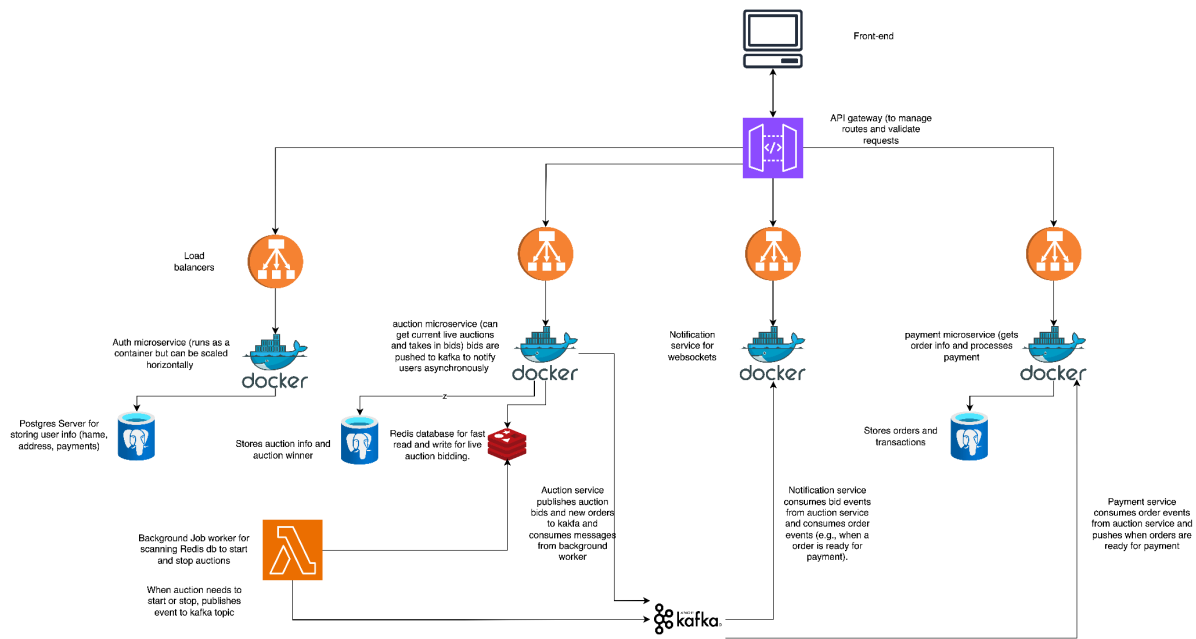 Front-end
API gateway (to manage
routes and validate
requests
Load
balancers
Auth microservice (runs as a
container but can be scaled
horizontally
docker
auction microservice (can
get current live auctions
and takes in bids) bids are
pushed to kafka to notify
users asynchronously
docker
Notification
service for
websockets
docker
payment microservice (gets
order info and processes
payment
docker
z
Postgres Server for
storing user info (name,
address, payments)
Stores auction info and
auction winner
Redis database for fast
read and write for live
auction bidding.
Stores orders and
transactions
Auction service
publishes auction
bids and new orders
to kakfa and
consumes messages
from background
worker
Notification service
consumes bid events
from auction service
and consumes order
events (e.g., when a
order is ready for
payment).
Payment service
consumes order events
from auction service and
pushes when orders are
ready for payment
Background Job worker for
scanning Redis db to start
and stop auctions
When auction needs to
start or stop, publishes
event to kafka topic
kafka